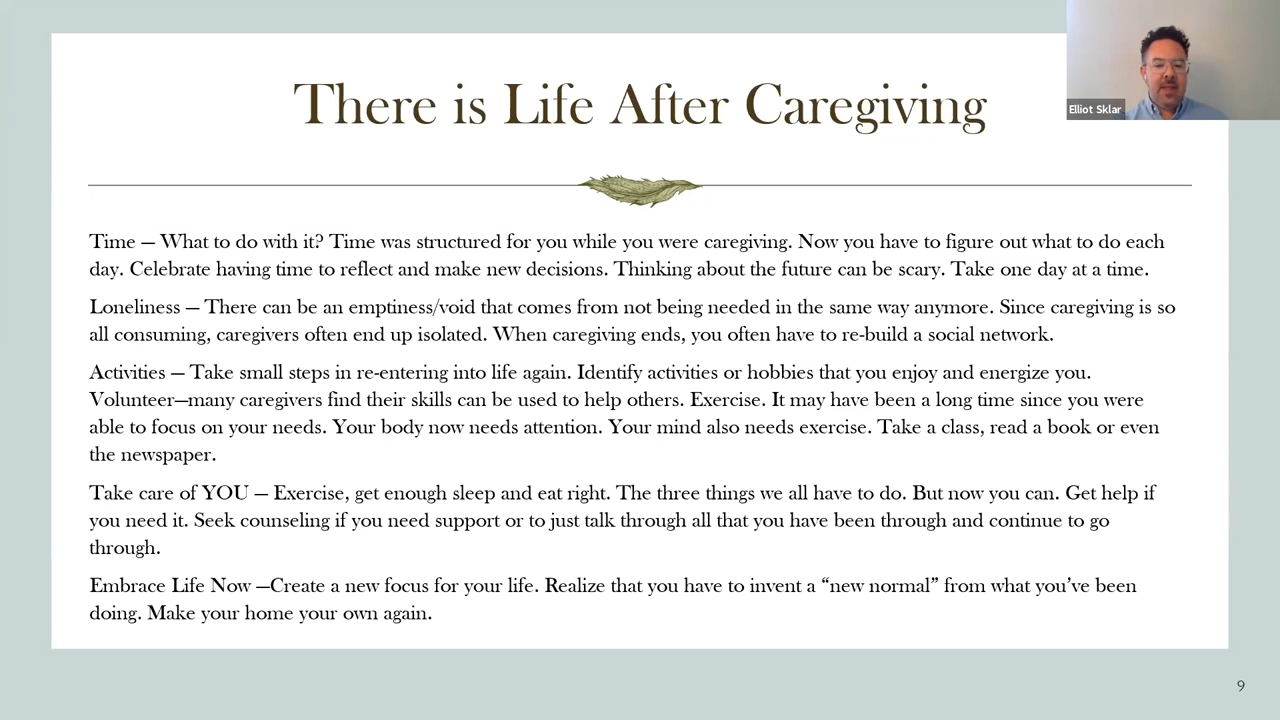 There is Life After Caregiving
Elliot Sklar
Time — What to do with it? Time was structured for you while you were caregiving. Now you have to figure out what to do each
day. Celebrate having time to reflect and make new decisions. Thinking about the future can be scary. Take one day at a time.
Loneliness — There can be an emptiness/void that comes from not being needed in the same way anymore. Since caregiving is so
all consuming, caregivers often end up isolated. When caregiving ends, you often have to re-build a social network.
Activities — Take small steps in re-entering into life again. Identify activities or hobbies that you enjoy and energize you.
Volunteer—many caregivers find their skills can be used to help others. Exercise. It may have been a long time since you were
able to focus on your needs. Your body now needs attention. Your mind also needs exercise. Take a class, read a book or even
the newspaper.
Take care of YOU — Exercise, get enough sleep and eat right. The three things we all have to do. But now you can. Get help if
you need it. Seek counseling if you need support or to just talk through all that you have been through and continue to go
through.
Embrace Life Now —Create a new focus for your life. Realize that you have to invent a “new normal” from what you’ve been
doing. Make your home your own again.
9